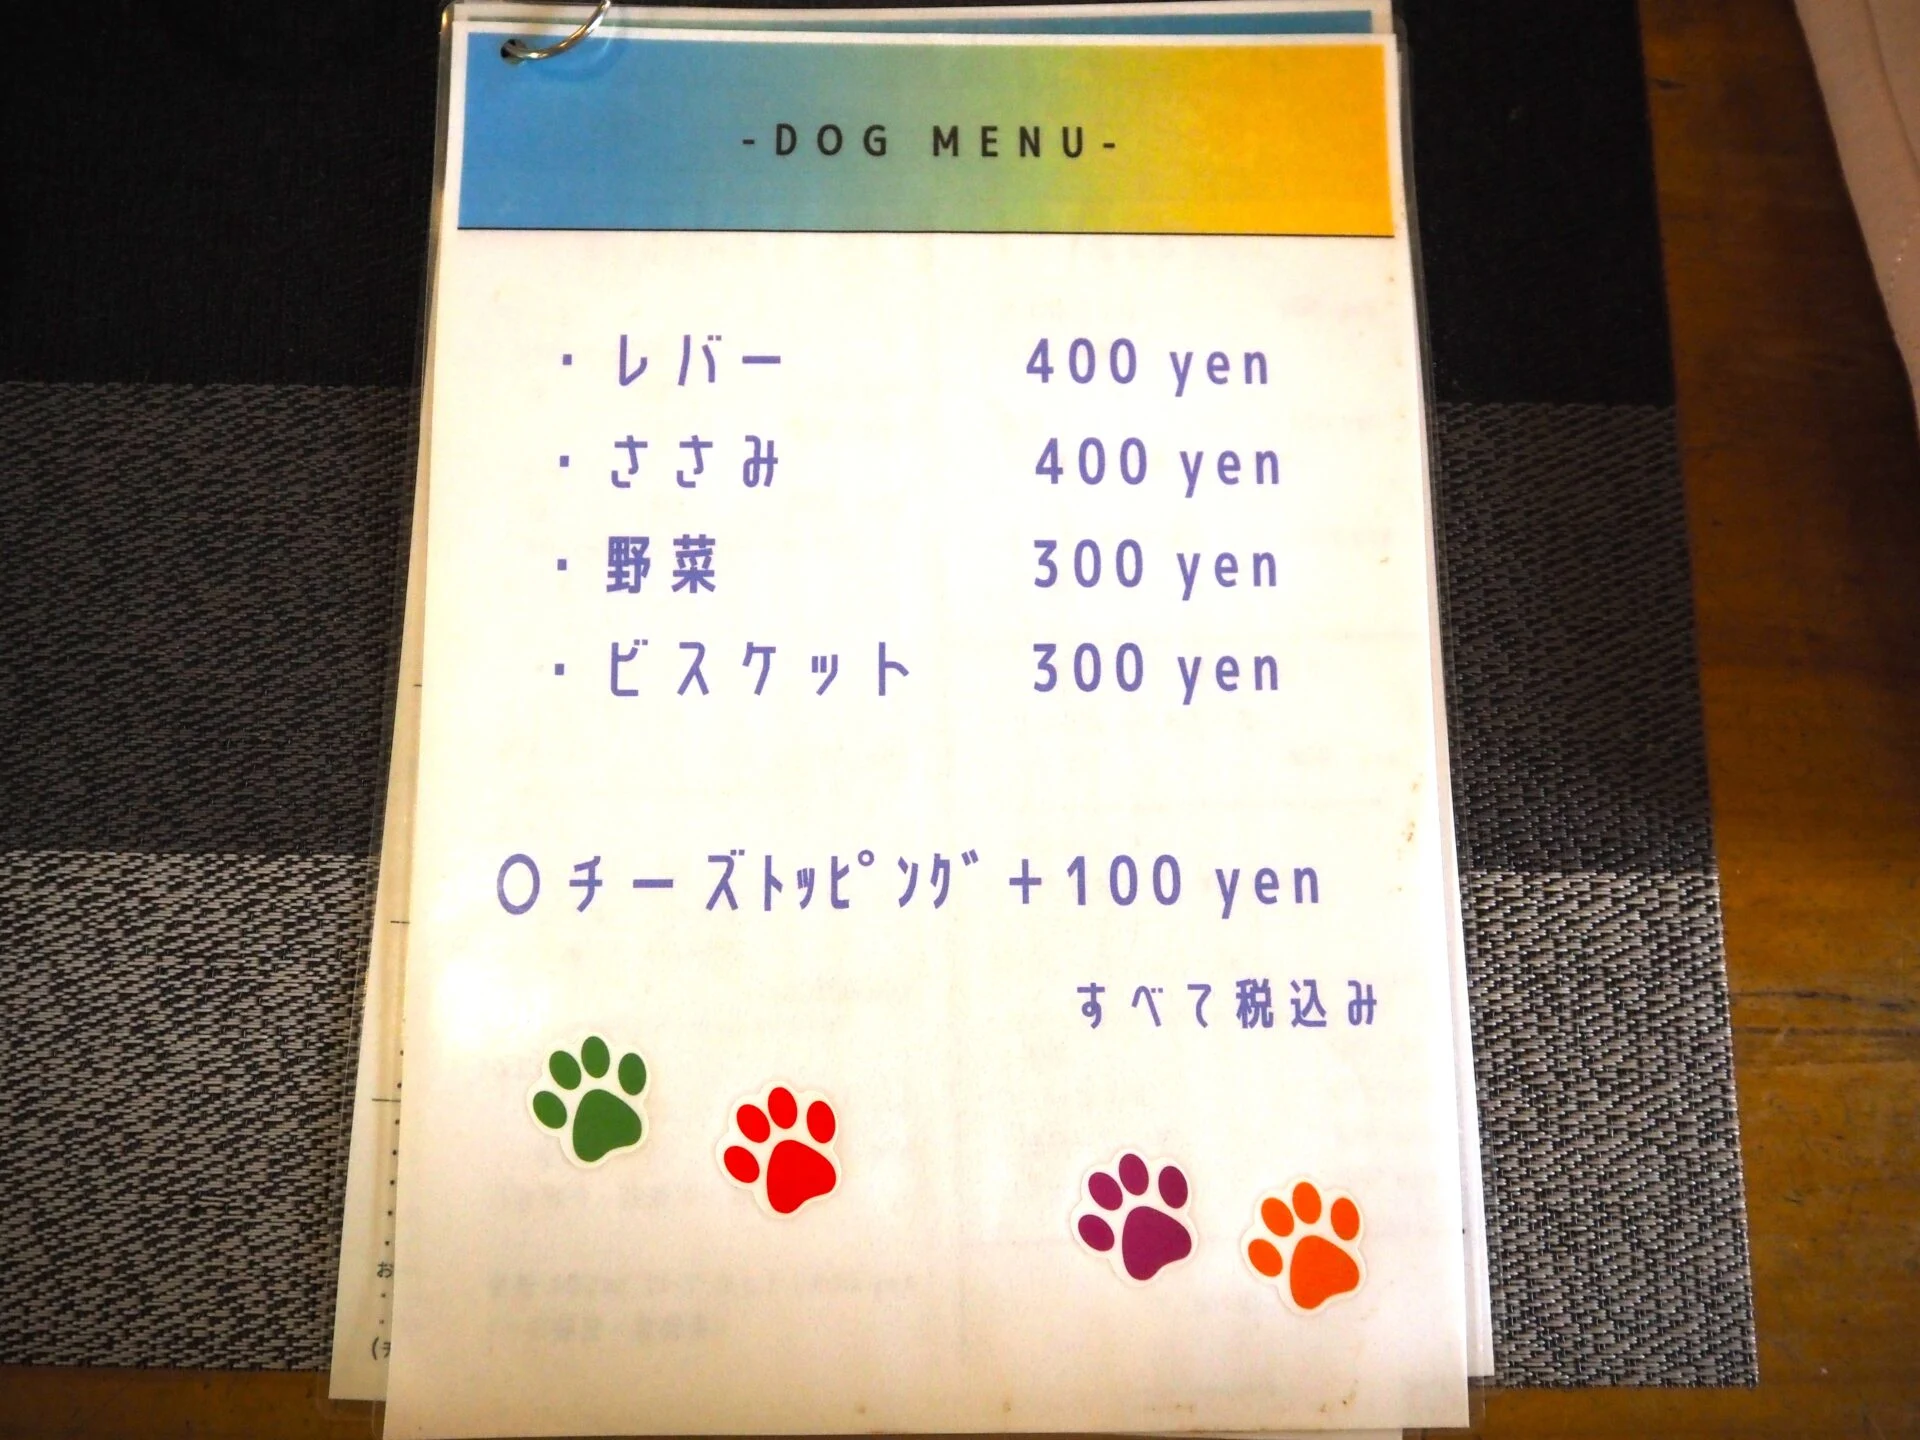 -DOG MENU-
・レバー 400 yen
・ささみ 400 yen
・野菜 300 yen
・ビスケット 300 yen
〇チーズﾄｯﾋﾟﾝｸﾞ+100 yen
すべて税込み
お